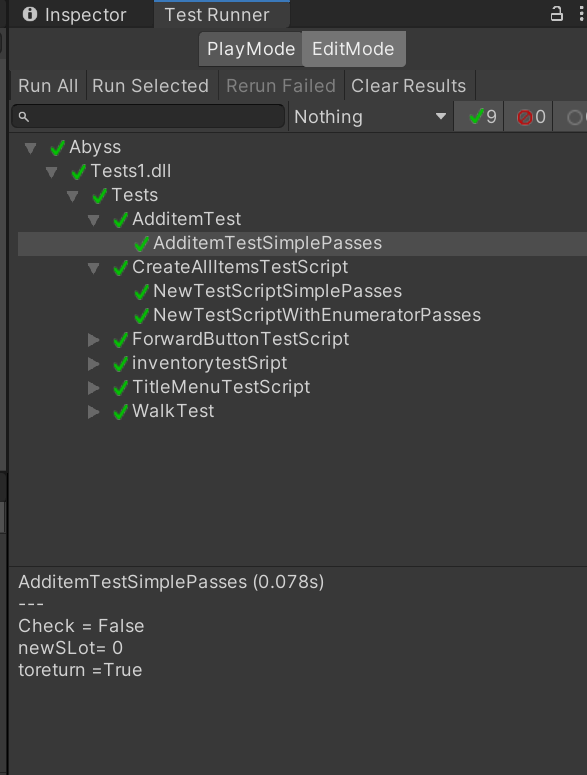 Inspector
Test Runner
PlayMode
EditMode
Run All
Run Selected
Rerun Failed
Clear Results
Nothing
9
0
Abyss
Tests1.dll
Tests
AdditemTest
AdditemTestSimplePasses
CreateAllItemsTestScript
NewTestScriptSimplePasses
NewTestScriptWithEnumeratorPasses
ForwardButtonTestScript
inventorytestSript
TitleMenuTestScript
WalkTest
AdditemTestSimplePasses (0.078s)
---
Check = False
newSLot= 0
toreturn =True